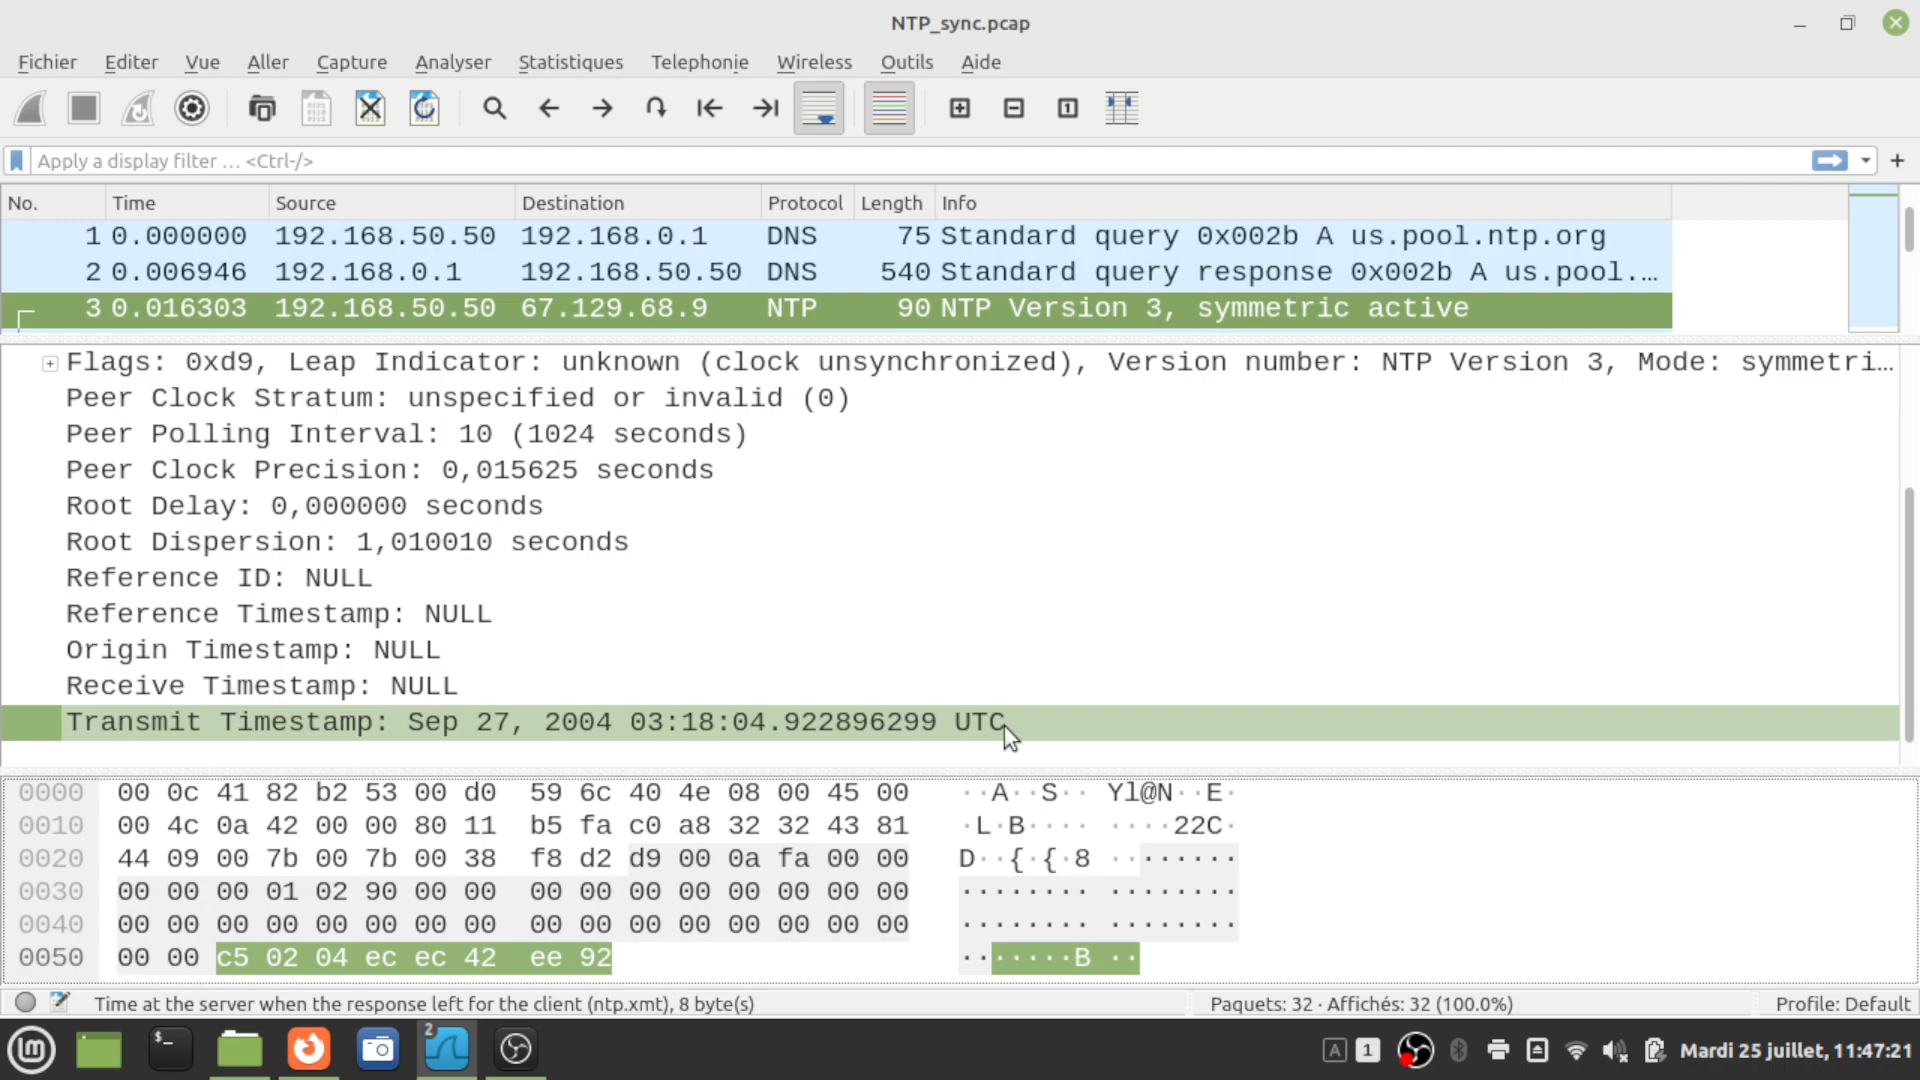 NTP_sync.pcap
Fichier Editer Vue Aller Capture Analyser Statistiques Telephonie Wireless Outils Aide
Apply a display filter … <Ctrl-/>
No. Time Source Destination Protocol Length Info
1 0.000000 192.168.50.50 192.168.0.1 DNS 75 Standard query 0x002b A us.pool.ntp.org
2 0.006946 192.168.0.1 192.168.50.50 DNS 540 Standard query response 0x002b A us.pool.…
3 0.016303 192.168.50.50 67.129.68.9 NTP 90 NTP Version 3, symmetric active
Flags: 0xd9, Leap Indicator: unknown (clock unsynchronized), Version number: NTP Version 3, Mode: symmetri…
Peer Clock Stratum: unspecified or invalid (0)
Peer Polling Interval: 10 (1024 seconds)
Peer Clock Precision: 0,015625 seconds
Root Delay: 0,000000 seconds
Root Dispersion: 1,010010 seconds
Reference ID: NULL
Reference Timestamp: NULL
Origin Timestamp: NULL
Receive Timestamp: NULL
Transmit Timestamp: Sep 27, 2004 03:18:04.922896299 UTC
0000 00 0c 41 82 b2 53 00 d0 59 6c 40 4e 08 00 45 00 ··A··S·· Yl@N··E·
0010 00 4c 0a 42 00 00 80 11 b5 fa c0 a8 32 32 43 81 ·L·B···· ····22C·
0020 44 09 00 7b 00 7b 00 38 f8 d2 d9 00 0a fa 00 00 D··{·{·8 ········
0030 00 00 00 01 02 90 00 00 00 00 00 00 00 00 00 00 ········ ········
0040 00 00 00 00 00 00 00 00 00 00 00 00 00 00 00 00 ········ ········
0050 00 00 c5 02 04 ec ec 42 ee 92 ·······B ··
Time at the server when the response left for the client (ntp.xmt), 8 byte(s) Paquets: 32 · Affichés: 32 (100.0%) Profile: Default
2 A 1 Mardi 25 juillet, 11:47:21